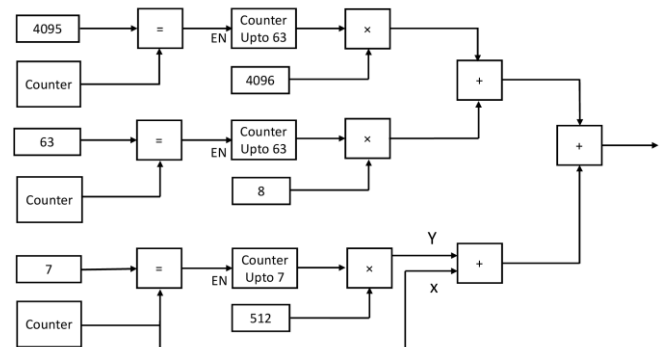 4095
=
EN
Counter
Upto 63
×
Counter
4096
+
63
=
EN
Counter
Upto 63
×
+
Counter
8
7
=
EN
Counter
Upto 7
×
Y
x
+
Counter
512